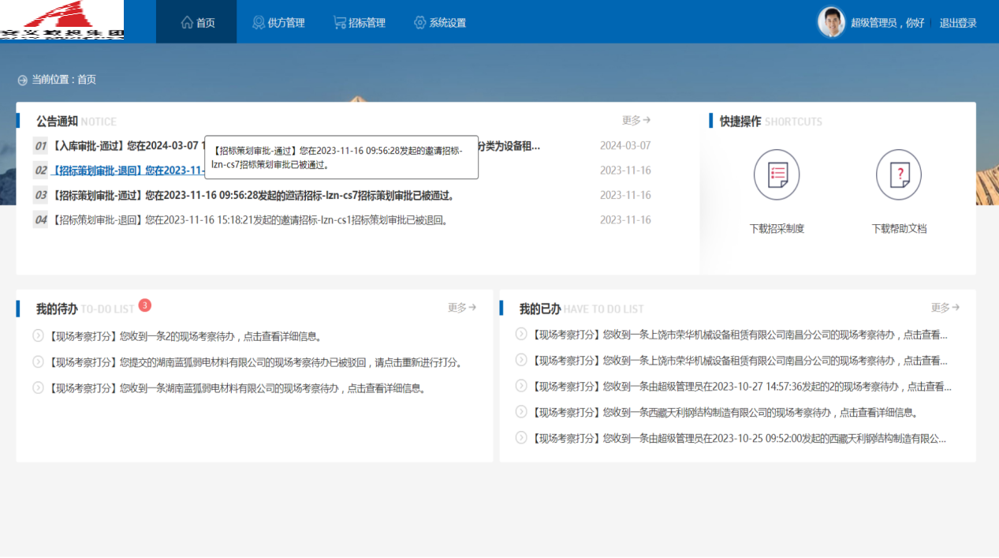 首页
供方管理
招标管理
系统设置
超级管理员，你好
退出登录
当前位置：首页
公告通知 NOTICE
更多
01 【入库审批-通过】您在2024-03-07 1
分类为设备租...
2024-03-07
【招标策划审批-通过】您在2023-11-16 09:56:28发起的邀请招标-
lzn-cs7招标策划审批已被通过。
02 【招标策划审批-退回】您在2023-11-
2023-11-16
03 【招标策划审批-通过】您在2023-11-16 09:56:28发起的邀请招标-lzn-cs7招标策划审批已被通过。
2023-11-16
04 【招标策划审批-退回】您在2023-11-16 15:18:21发起的邀请招标-lzn-cs1招标策划审批已被退回。
2023-11-16
快捷操作 SHORTCUTS
下载招采制度
下载帮助文档
我的待办 TO-DO LIST 3
更多
【现场考察打分】您收到一条2的现场考察待办，点击查看详细信息。
【现场考察打分】您提交的湖南蓝狐弱电材料有限公司的现场考察待办已被驳回，请点击重新进行打分。
【现场考察打分】您收到一条湖南蓝狐弱电材料有限公司的现场考察待办，点击查看详细信息。
我的已办 HAVE TO DO LIST
更多
【现场考察打分】您收到一条上饶市荣华机械设备租赁有限公司南昌分公司的现场考察待办，点击查看...
【现场考察打分】您收到一条上饶市荣华机械设备租赁有限公司南昌分公司的现场考察待办，点击查看...
【现场考察打分】您收到一条由超级管理员在2023-10-27 14:57:36发起的2的现场考察待办，点击查看...
【现场考察打分】您收到一条西藏天利钢结构制造有限公司的现场考察待办，点击查看详细信息。
【现场考察打分】您收到一条由超级管理员在2023-10-25 09:52:00发起的西藏天利钢结构制造有限公...